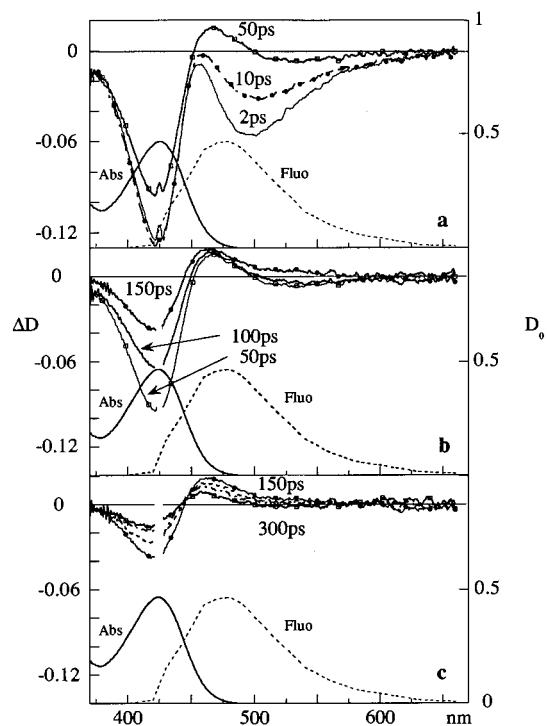 50ps
1
0
10ps
2ps
-0.06
0.5
Abs
Fluo
-0.12
a
0
150ps
ΔD
100ps
D₀
50ps
-0.06
0.5
Abs
Fluo
-0.12
b
150ps
0
300ps
-0.06
0.5
Abs
Fluo
-0.12
c
0
400
500
600
nm